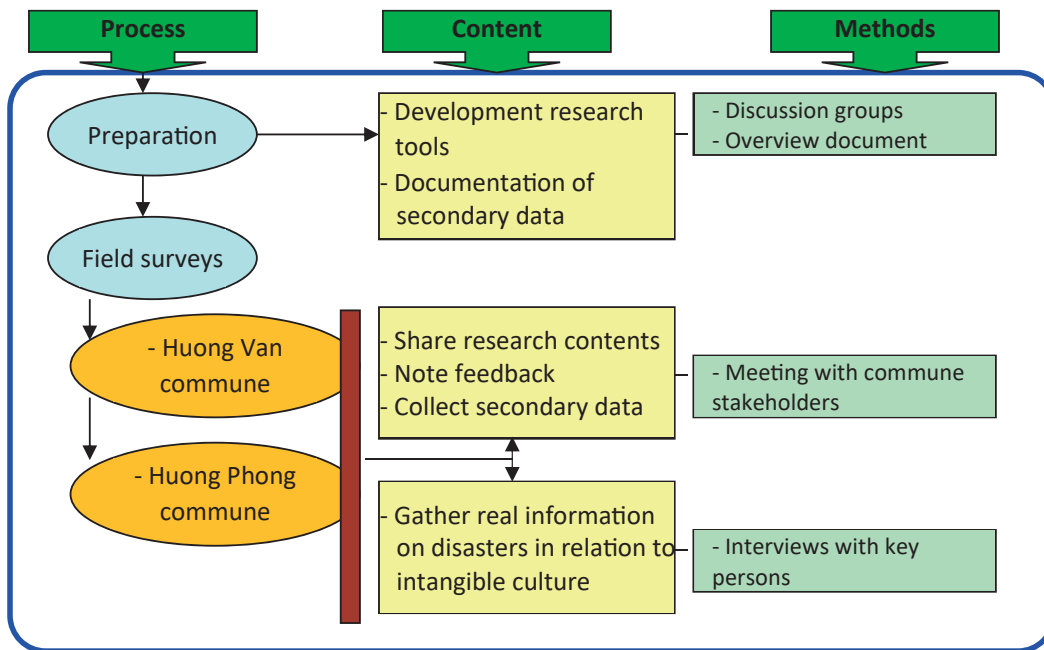 Process
Content
Methods
Preparation
- Development research
tools
- Documentation of
secondary data
- Discussion groups
- Overview document
Field surveys
- Huong Van
commune
- Share research contents
- Note feedback
- Collect secondary data
- Meeting with commune
stakeholders
- Huong Phong
commune
- Gather real information
on disasters in relation to
intangible culture
- Interviews with key
persons